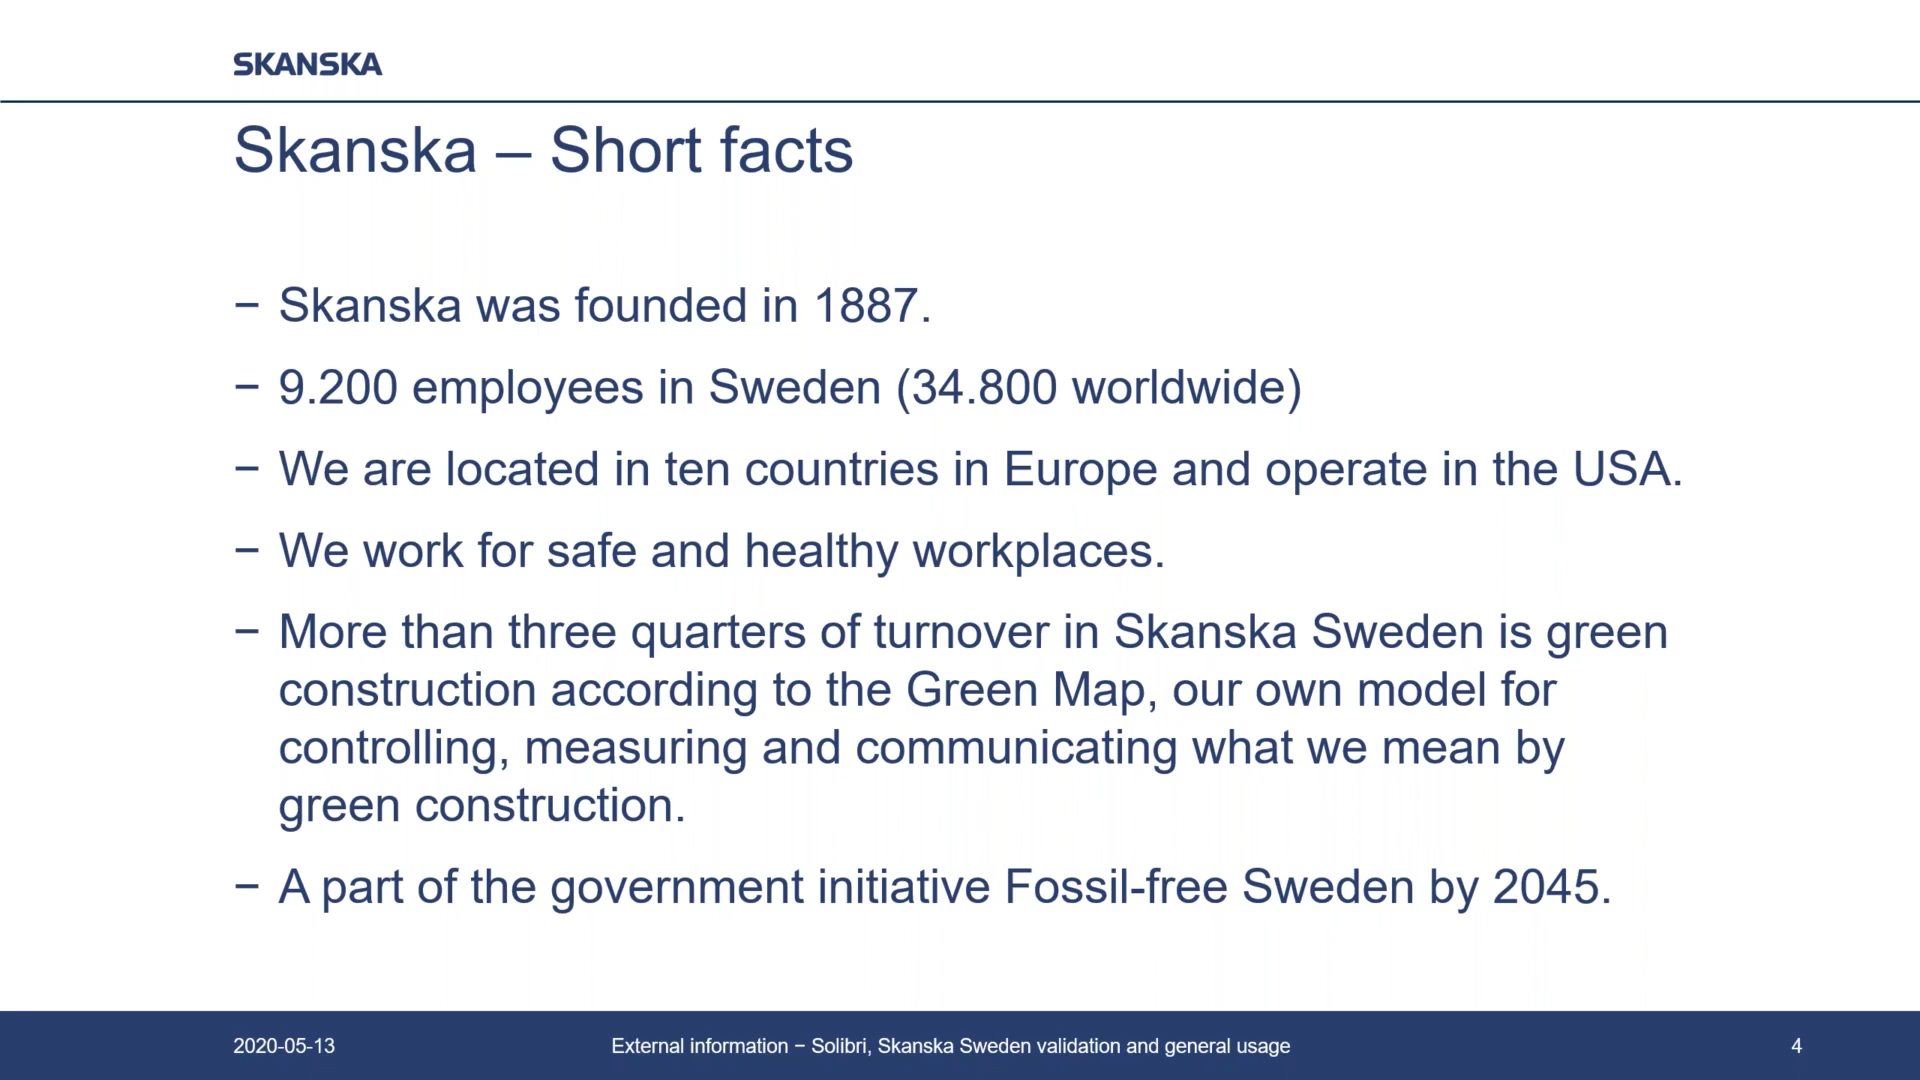 SKANSKA
Skanska – Short facts
− Skanska was founded in 1887.
− 9.200 employees in Sweden (34.800 worldwide)
− We are located in ten countries in Europe and operate in the USA.
− We work for safe and healthy workplaces.
− More than three quarters of turnover in Skanska Sweden is green
construction according to the Green Map, our own model for
controlling, measuring and communicating what we mean by
green construction.
− A part of the government initiative Fossil-free Sweden by 2045.
2020-05-13
External information − Solibri, Skanska Sweden validation and general usage
4